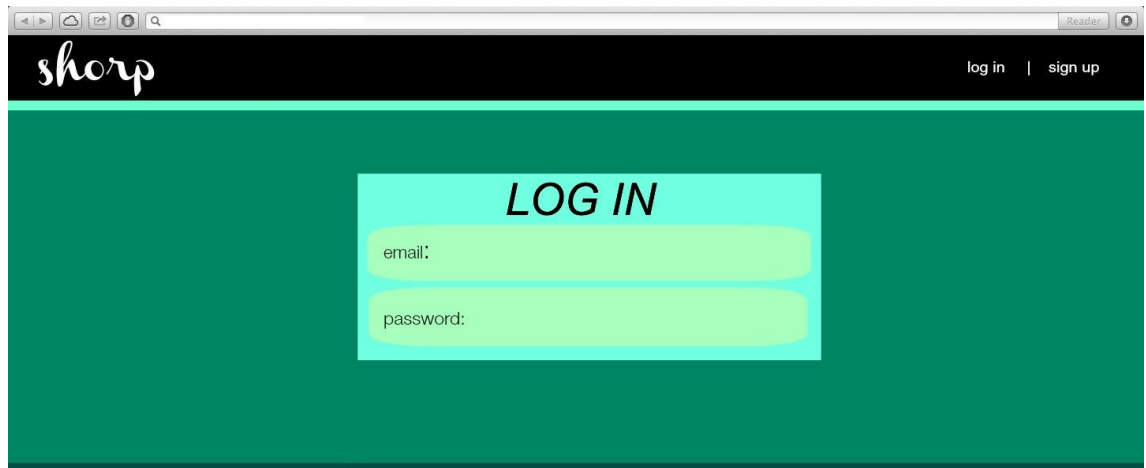 Reader
shorp
log in | sign up
LOG IN
email:
password: